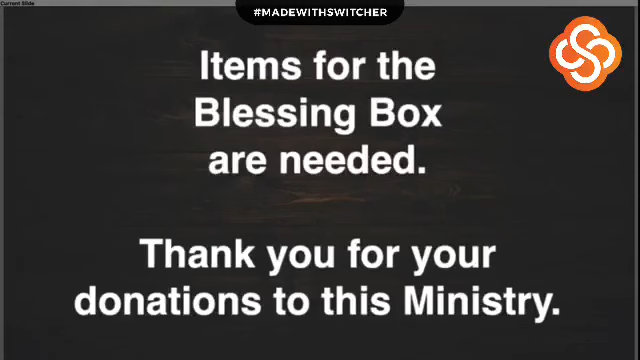 Current Slide
#MADEWITHSWITCHER
Items for the
Blessing Box
are needed.
Thank you for your
donations to this Ministry.